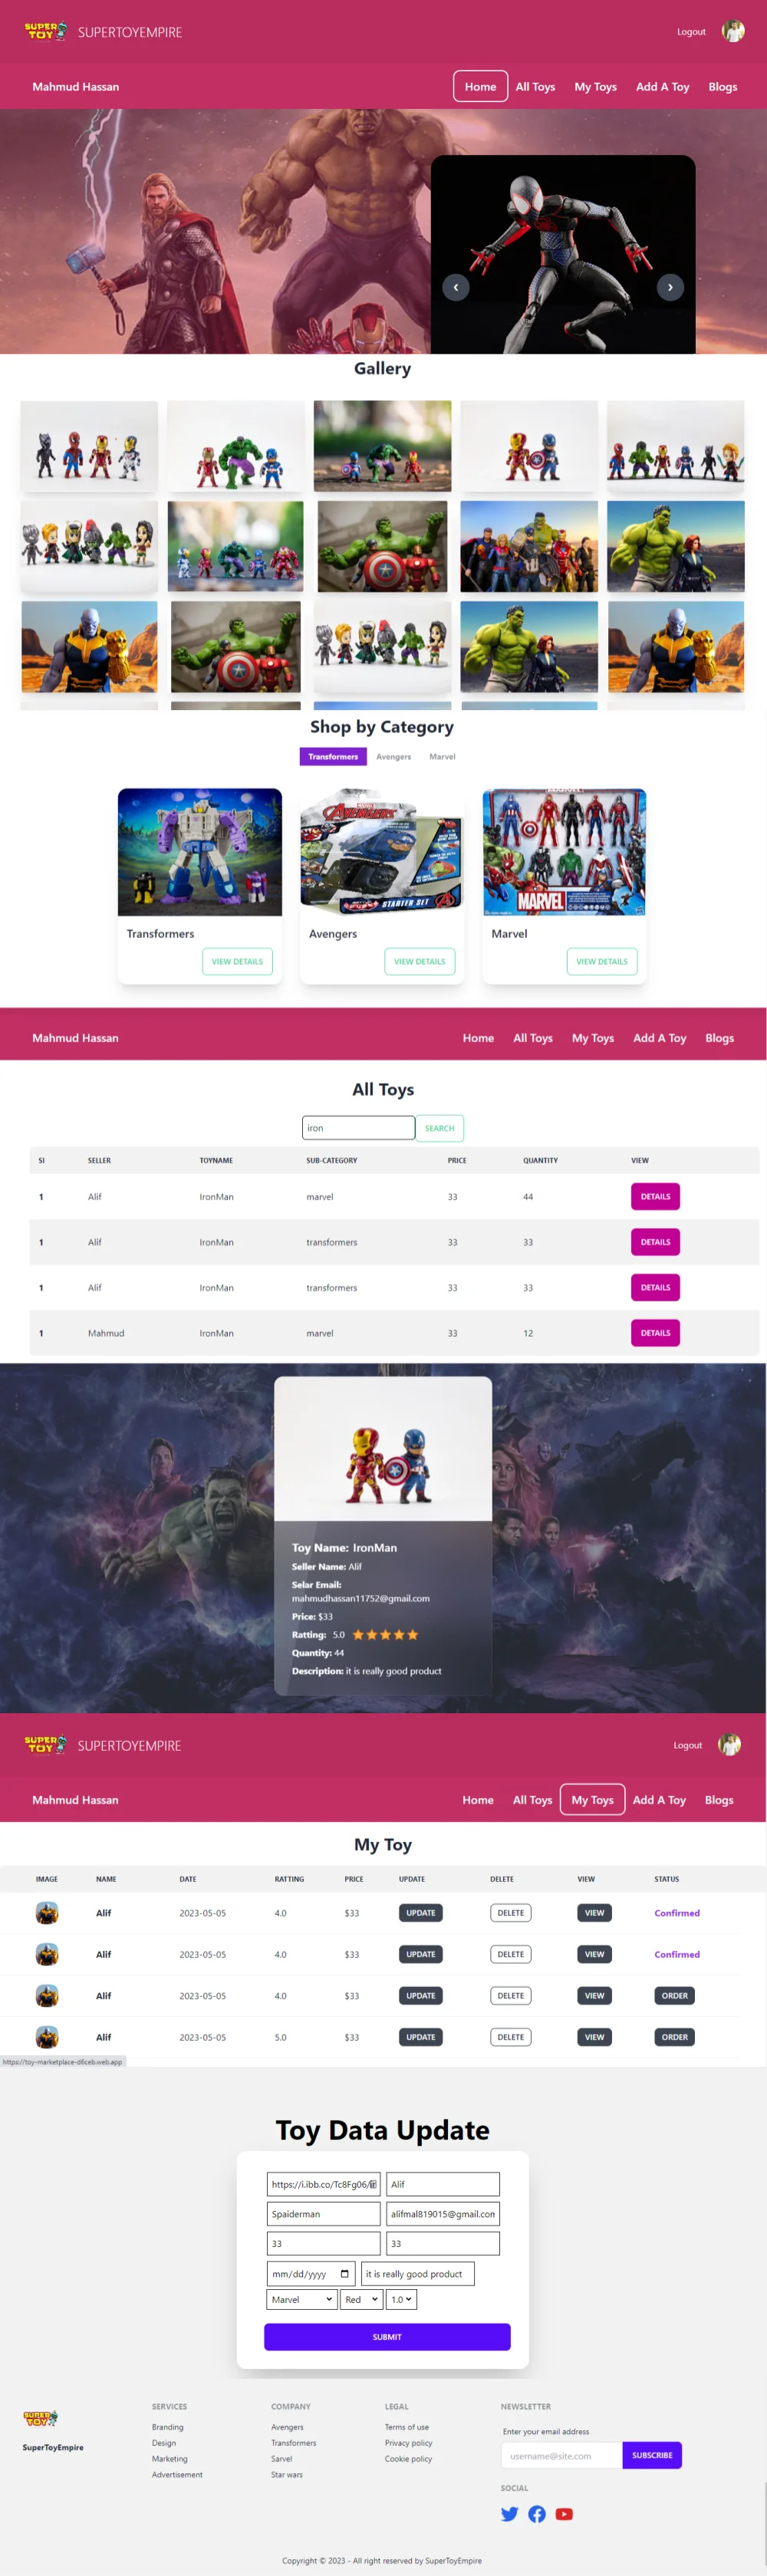 SUPER TOY SUPERTOYEMPIRE Logout
Mahmud Hassan Home All Toys My Toys Add A Toy Blogs
Gallery
Shop by Category
Transformers Avengers Marvel
AVENGERS
STARTER SET
MARVEL
MARVEL
Transformers Avengers Marvel
VIEW DETAILS VIEW DETAILS VIEW DETAILS
Mahmud Hassan Home All Toys My Toys Add A Toy Blogs
All Toys
iron SEARCH
SI SELLER TOYNAME SUB-CATEGORY PRICE QUANTITY VIEW
1 Alif IronMan marvel 33 44 DETAILS
1 Alif IronMan transformers 33 33 DETAILS
1 Alif IronMan transformers 33 33 DETAILS
1 Mahmud IronMan marvel 33 12 DETAILS
Toy Name: IronMan
Seller Name: Alif
Selar Email:
mahmudhassan11752@gmail.com
Price: $33
Ratting: 5.0
Quantity: 44
Description: it is really good product
SUPER TOY SUPERTOYEMPIRE Logout
Mahmud Hassan Home All Toys My Toys Add A Toy Blogs
My Toy
IMAGE NAME DATE RATTING PRICE UPDATE DELETE VIEW STATUS
Alif 2023-05-05 4.0 $33 UPDATE DELETE VIEW Confirmed
Alif 2023-05-05 4.0 $33 UPDATE DELETE VIEW Confirmed
Alif 2023-05-05 4.0 $33 UPDATE DELETE VIEW ORDER
Alif 2023-05-05 5.0 $33 UPDATE DELETE VIEW ORDER
https://toy-marketplace-d6ceb.web.app
Toy Data Update
https://i.ibb.co/Tc8Fg06/ Alif
Spaiderman alifmal819015@gmail.com
33 33
mm/dd/yyyy it is really good product
Marvel Red 1.0
SUBMIT
SUPER TOY
SuperToyEmpire
SERVICES
Branding
Design
Marketing
Advertisement
COMPANY
Avengers
Transformers
Sarvel
Star wars
LEGAL
Terms of use
Privacy policy
Cookie policy
NEWSLETTER
Enter your email address
username@site.com SUBSCRIBE
SOCIAL
Copyright © 2023 - All right reserved by SuperToyEmpire